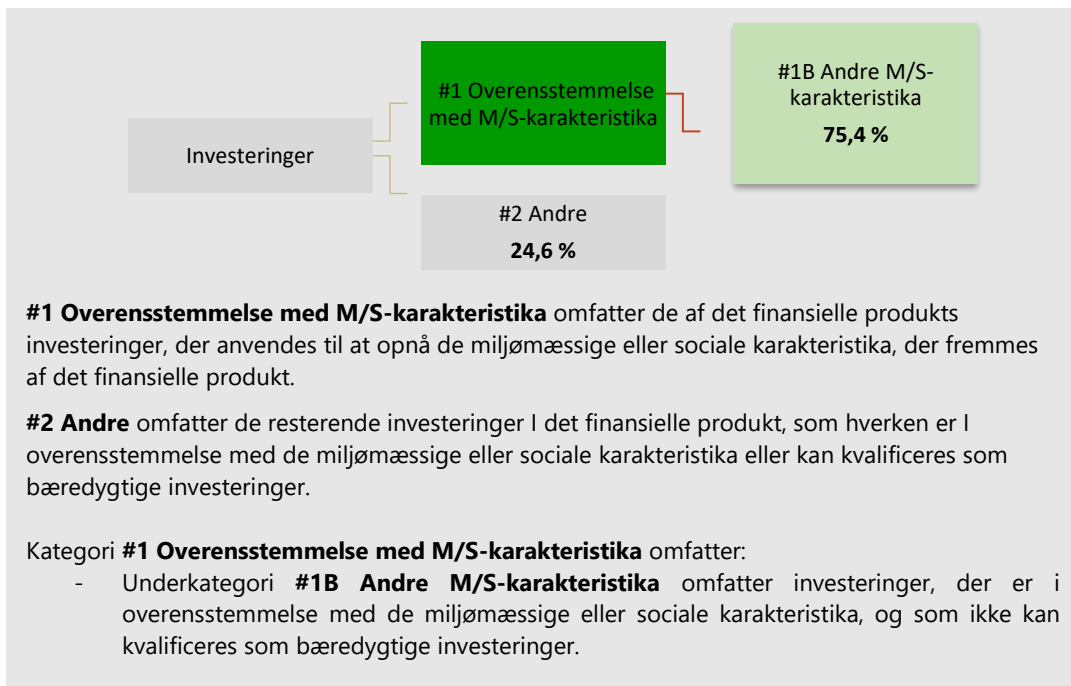 Investeringer
#1 Overensstemmelse
med M/S-karakteristika
#1B Andre M/S-
karakteristika
75,4 %
#2 Andre
24,6 %
#1 Overensstemmelse med M/S-karakteristika omfatter de af det finansielle produkts
investeringer, der anvendes til at opnå de miljømæssige eller sociale karakteristika, der fremmes
af det finansielle produkt.
#2 Andre omfatter de resterende investeringer I det finansielle produkt, som hverken er I
overensstemmelse med de miljømæssige eller sociale karakteristika eller kan kvalificeres som
bæredygtige investeringer.
Kategori #1 Overensstemmelse med M/S-karakteristika omfatter:
- Underkategori #1B Andre M/S-karakteristika omfatter investeringer, der er i
overensstemmelse med de miljømæssige eller sociale karakteristika, og som ikke kan
kvalificeres som bæredygtige investeringer.